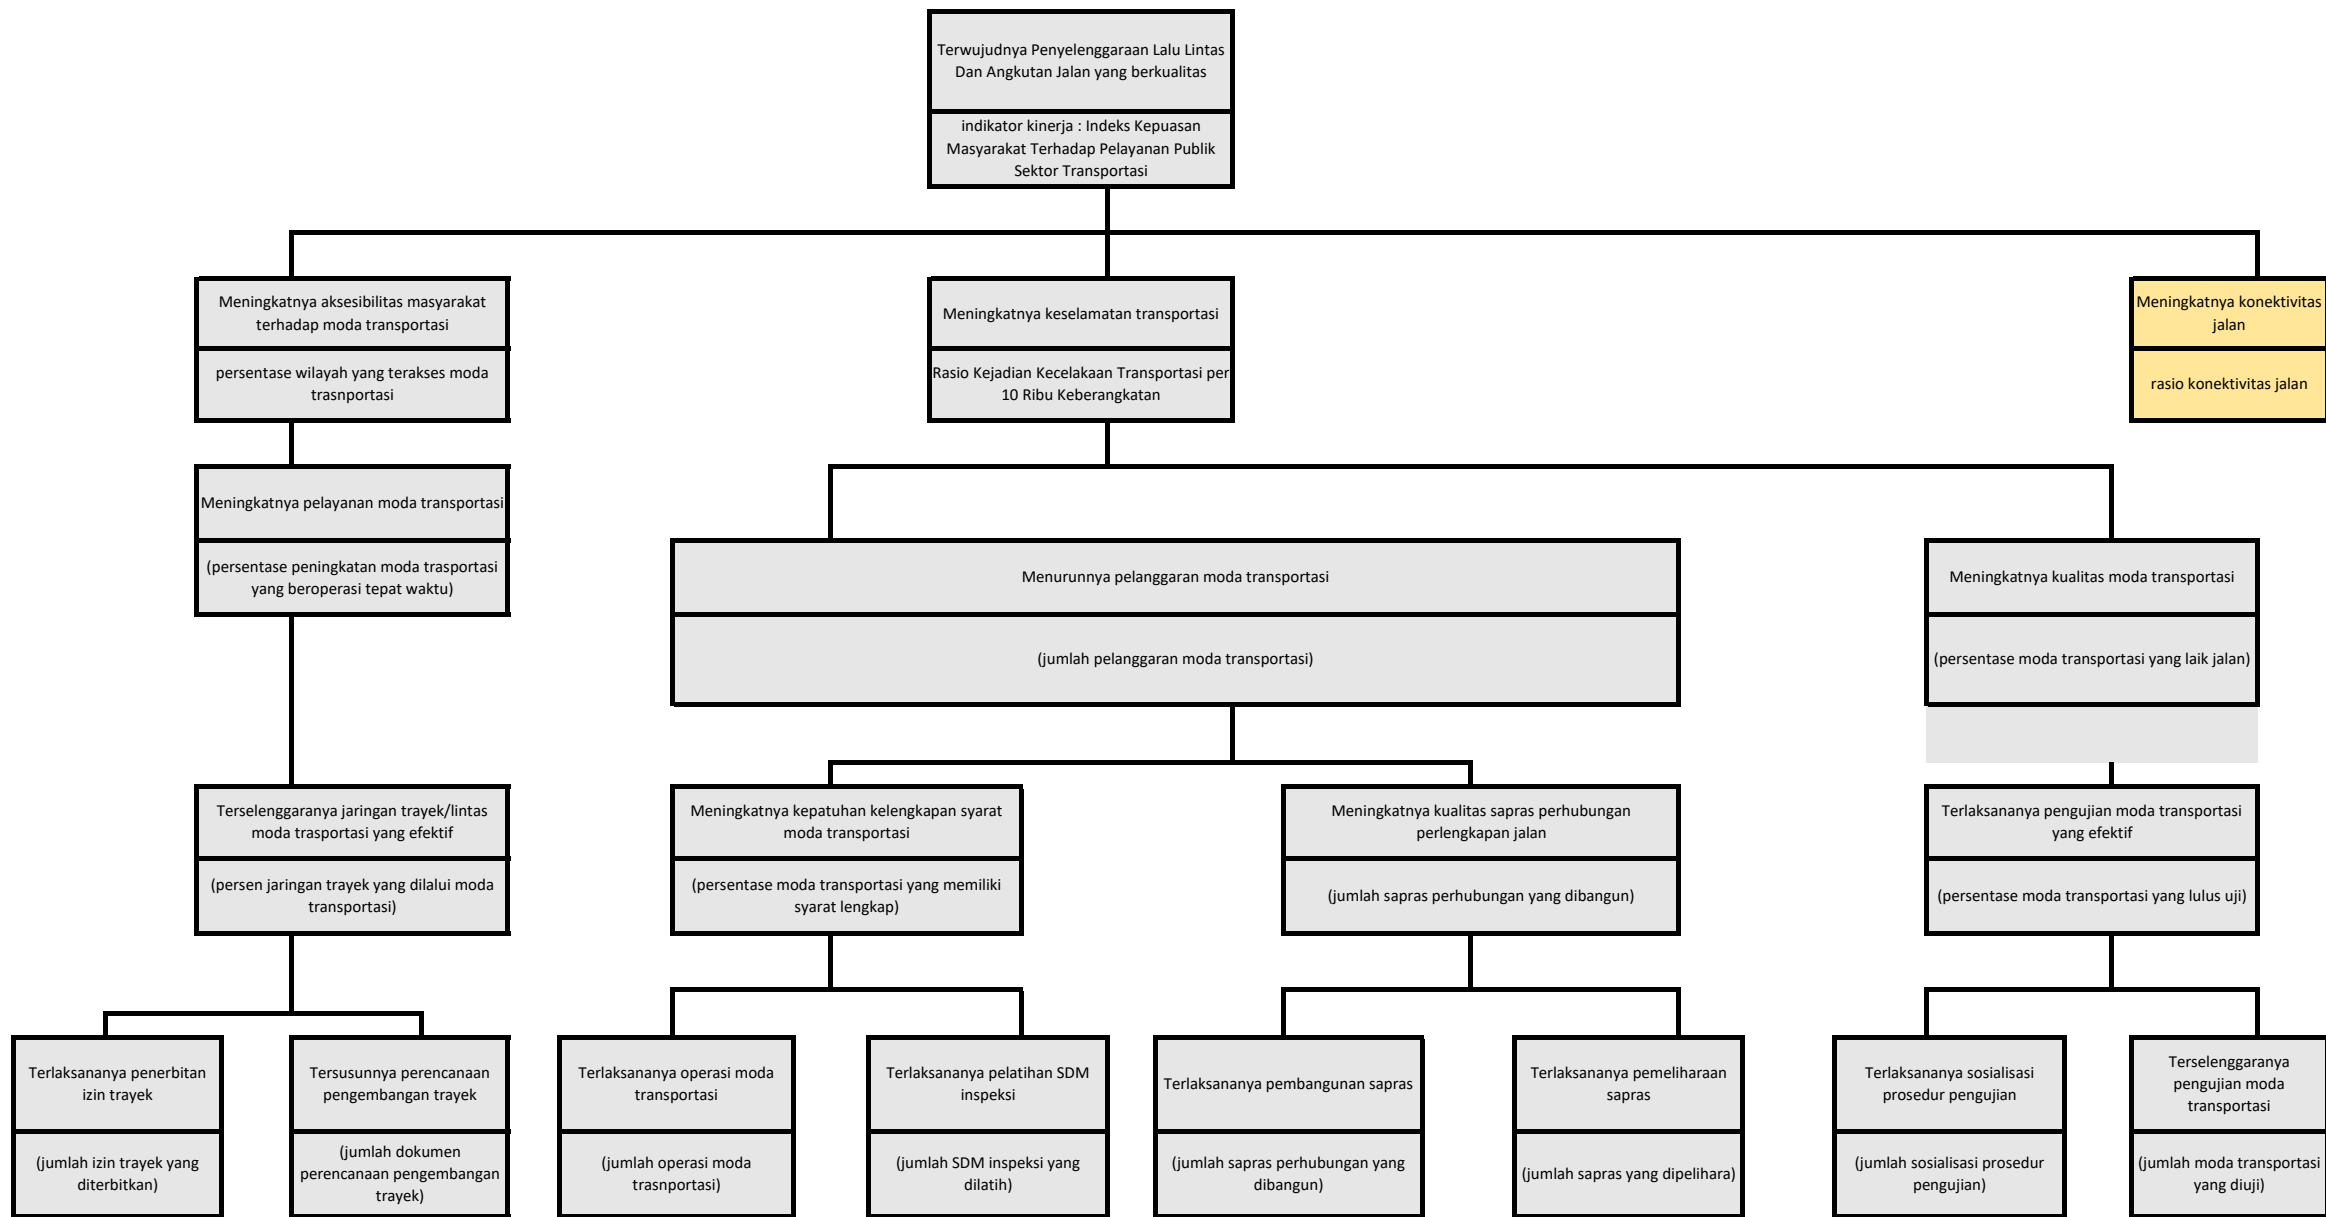 Terwujudnya Penyelenggaraan Lalu Lintas
Dan Angkutan Jalan yang berkualitas
indikator kinerja : Indeks Kepuasan
Masyarakat Terhadap Pelayanan Publik
Sektor Transportasi
Meningkatnya aksesibilitas masyarakat
terhadap moda transportasi
persentase wilayah yang terakses moda
trasnportasi
Meningkatnya keselamatan transportasi
Rasio Kejadian Kecelakaan Transportasi per
10 Ribu Keberangkatan
Meningkatnya konektivitas
jalan
rasio konektivitas jalan
Meningkatnya pelayanan moda transportasi
(persentase peningkatan moda trasportasi
yang beroperasi tepat waktu)
Menurunnya pelanggaran moda transportasi
(jumlah pelanggaran moda transportasi)
Meningkatnya kualitas moda transportasi
(persentase moda transportasi yang laik jalan)
Terselenggaranya jaringan trayek/lintas
moda trasportasi yang efektif
(persen jaringan trayek yang dilalui moda
transportasi)
Meningkatnya kepatuhan kelengkapan syarat
moda transportasi
(persentase moda transportasi yang memiliki
syarat lengkap)
Meningkatnya kualitas sapras perhubungan
perlengkapan jalan
(jumlah sapras perhubungan yang dibangun)
Terlaksananya pengujian moda transportasi
yang efektif
(persentase moda transportasi yang lulus uji)
Terlaksananya penerbitan
izin trayek
(jumlah izin trayek yang
diterbitkan)
Tersusunnya perencanaan
pengembangan trayek
(jumlah dokumen
perencanaan pengembangan
trayek)
Terlaksananya operasi moda
transportasi
(jumlah operasi moda
trasnportasi)
Terlaksananya pelatihan SDM
inspeksi
(jumlah SDM inspeksi yang
dilatih)
Terlaksananya pembangunan sapras
(jumlah sapras perhubungan yang
dibangun)
Terlaksananya pemeliharaan
sapras
(jumlah sapras yang dipelihara)
Terlaksananya sosialisasi
prosedur pengujian
(jumlah sosialisasi prosedur
pengujian)
Terselenggaranya
pengujian moda
transportasi
(jumlah moda transportasi
yang diuji)